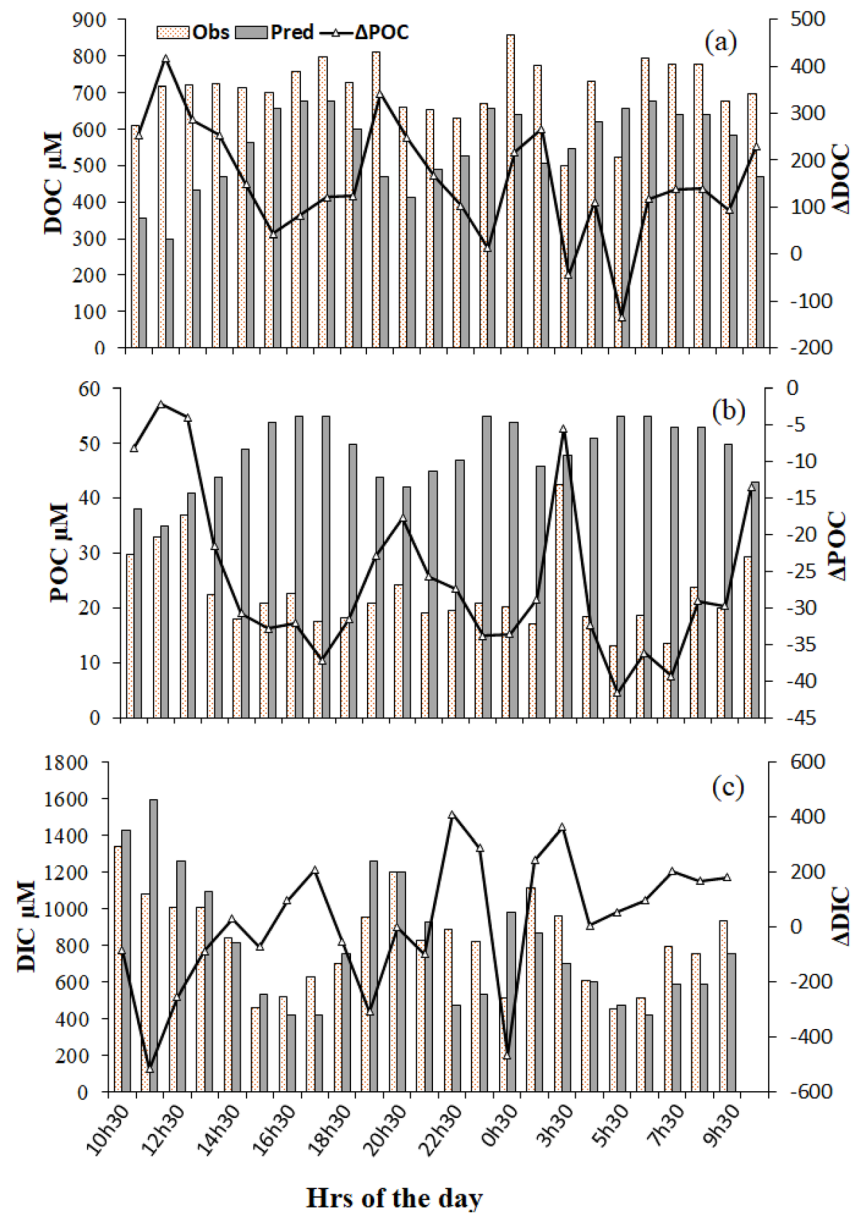 Obs Pred ΔPOC
(a)
DOC µM
900
800
700
600
500
400
300
200
100
0
500
400
300
200
100
0
-100
-200
ΔDOC
(b)
POC µM
60
50
40
30
20
10
0
0
-5
-10
-15
-20
-25
-30
-35
-40
-45
ΔPOC
(c)
DIC µM
1800
1600
1400
1200
1000
800
600
400
200
0
600
400
200
0
-200
-400
-600
ΔDIC
10h30
12h30
14h30
16h30
18h30
20h30
22h30
0h30
3h30
5h30
7h30
9h30
Hrs of the day